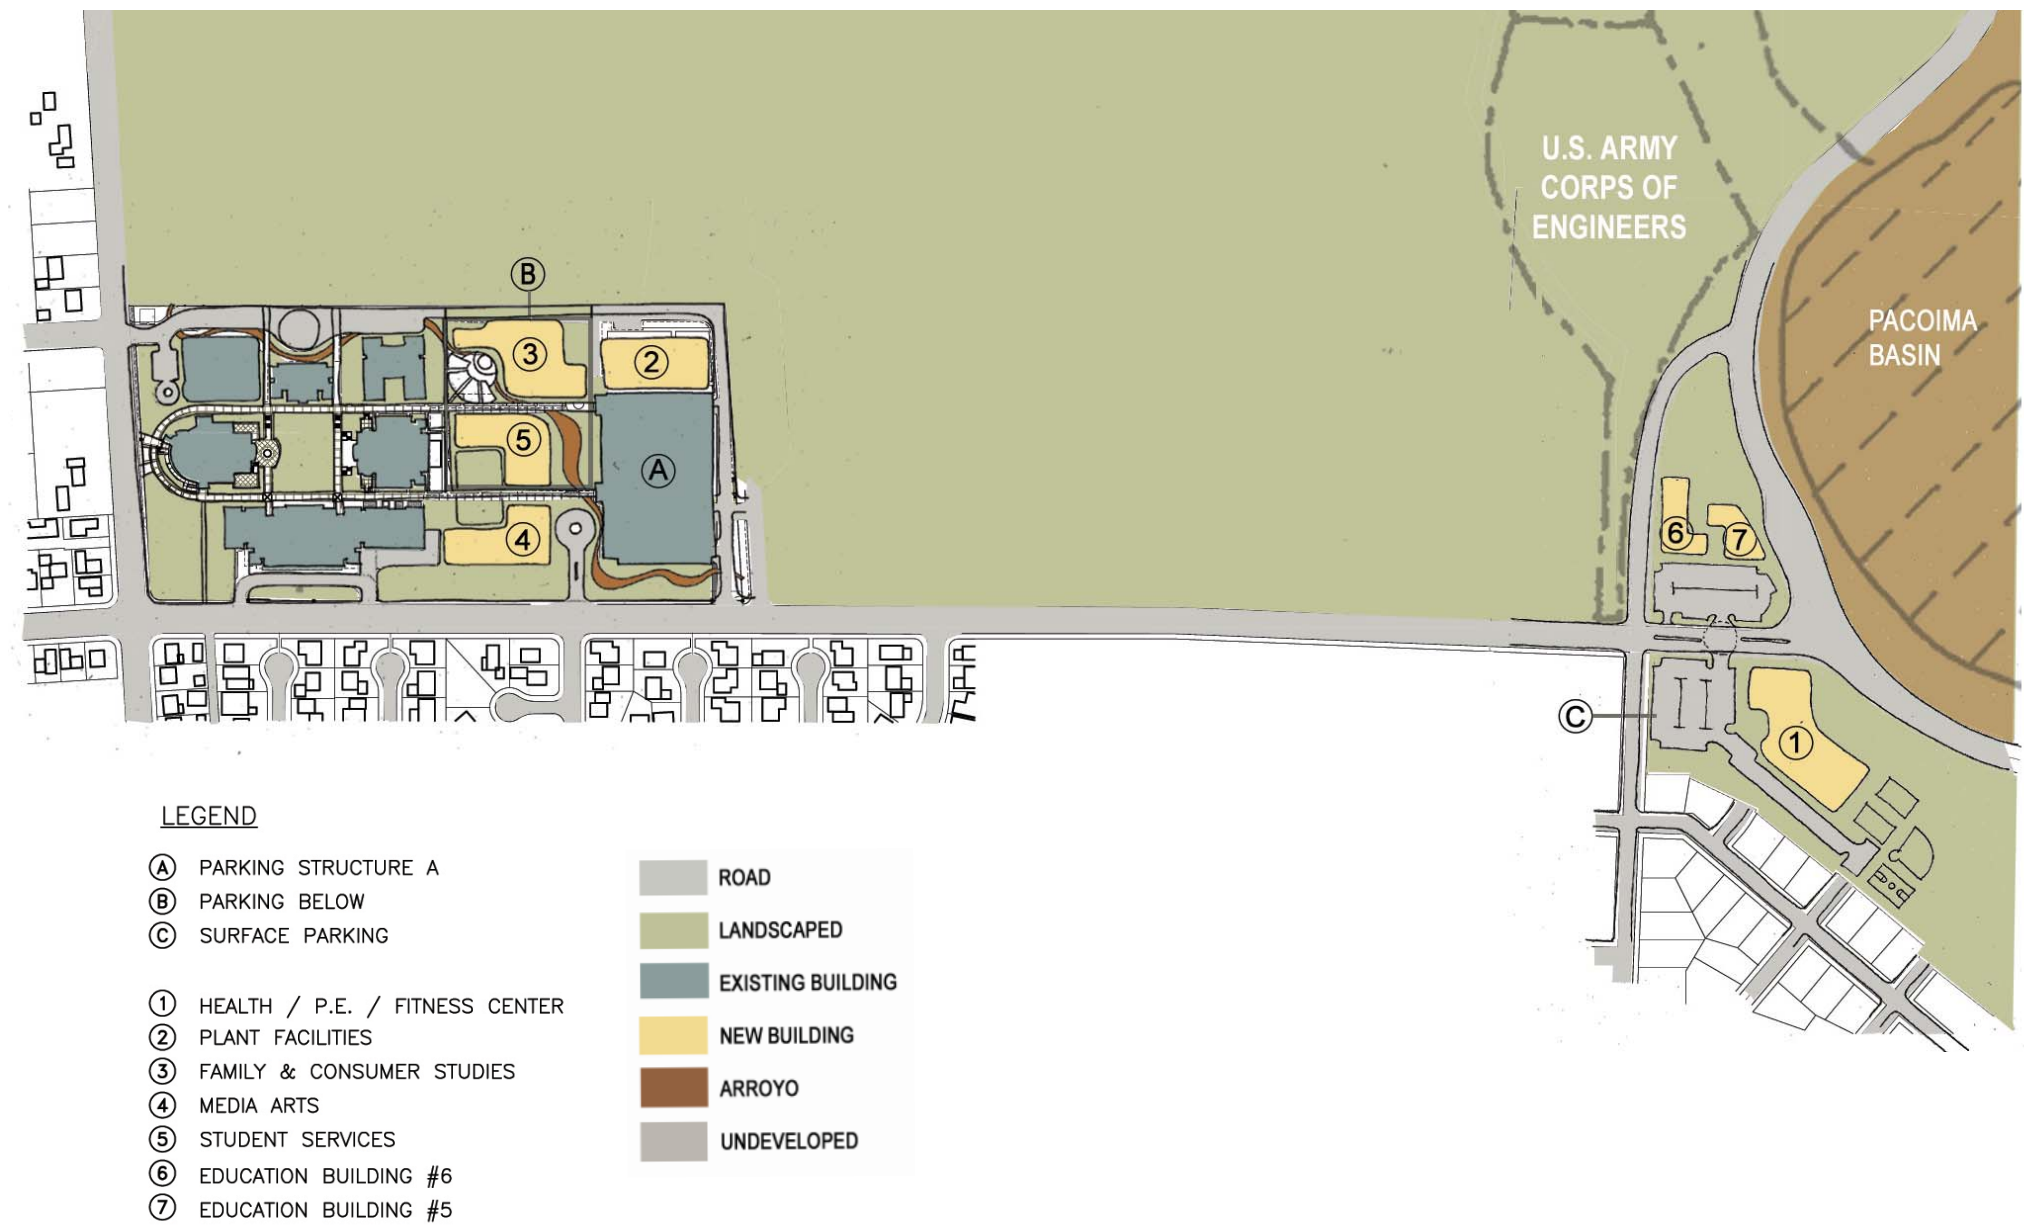 U.S. ARMY
CORPS OF
ENGINEERS
B
PACOIMA
BASIN
3
2
5
A
4
6
7
C
1
LEGEND
A PARKING STRUCTURE A
B PARKING BELOW
C SURFACE PARKING
1 HEALTH / P.E. / FITNESS CENTER
2 PLANT FACILITIES
3 FAMILY & CONSUMER STUDIES
4 MEDIA ARTS
5 STUDENT SERVICES
6 EDUCATION BUILDING #6
7 EDUCATION BUILDING #5
ROAD
LANDSCAPED
EXISTING BUILDING
NEW BUILDING
ARROYO
UNDEVELOPED